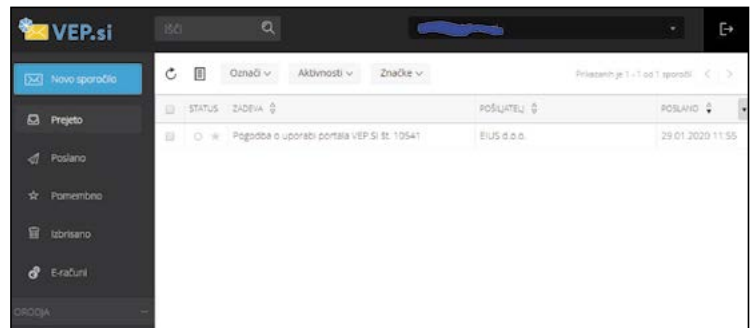 VEP.si
IŠČI
Novo sporočilo
Označi
Aktivnosti
Značke
Prikazanih je 1 - 1 od 1 sporočil
STATUS
ZADEVA
POŠILJATELJ
POSLANO
Prejeto
Pogodba o uporabi portala VEP.SI št. 10541
EIUS d.o.o.
29.01.2020 11:55
Poslano
Pomembno
Izbrisano
E-računi
ORODJA